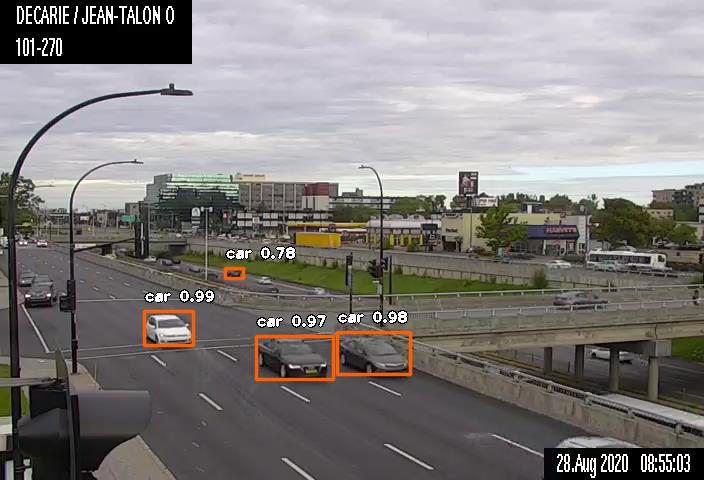 DECARIE / JEAN-TALON O
101-270
HARVEY'S
car 0.78
car 0.99
car 0.97
car 0.98
28.Aug 2020 08:55:03